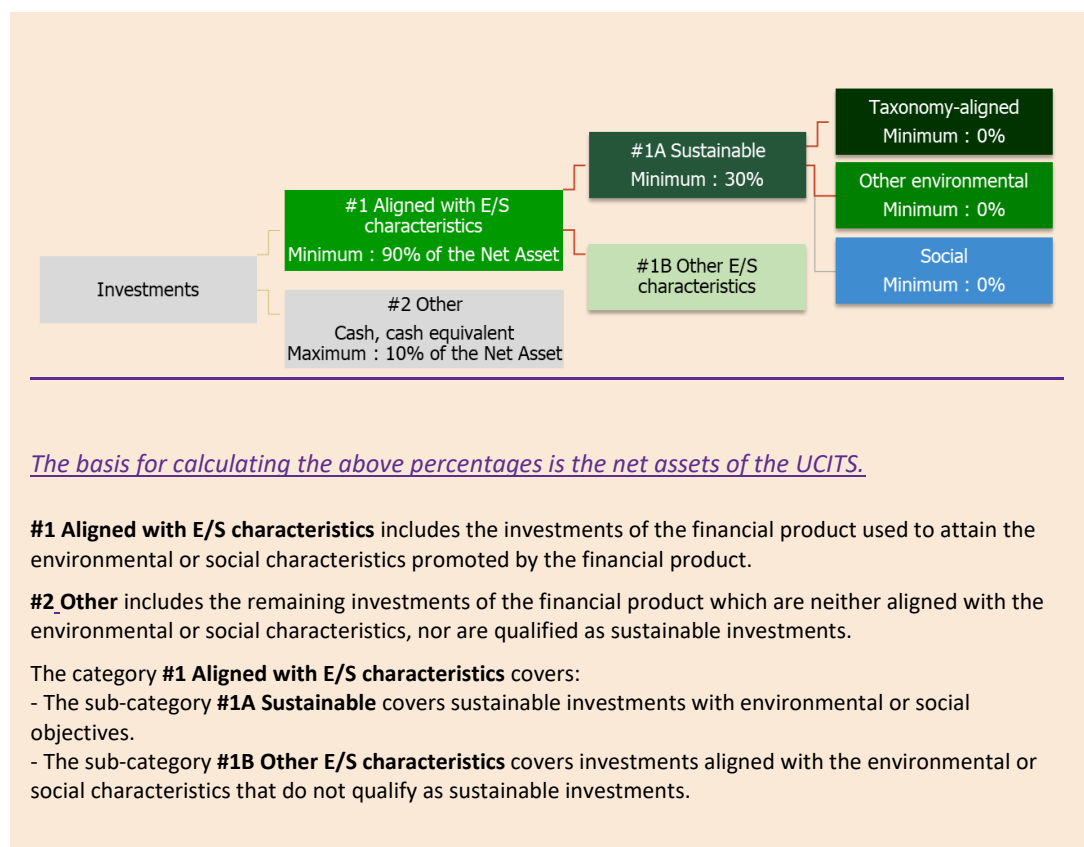 Investments
#1 Aligned with E/S
characteristics
Minimum : 90% of the Net Asset
#2 Other
Cash, cash equivalent
Maximum : 10% of the Net Asset
#1A Sustainable
Minimum : 30%
#1B Other E/S
characteristics
Taxonomy-aligned
Minimum : 0%
Other environmental
Minimum : 0%
Social
Minimum : 0%
The basis for calculating the above percentages is the net assets of the UCITS.
#1 Aligned with E/S characteristics includes the investments of the financial product used to attain the
environmental or social characteristics promoted by the financial product.
#2 Other includes the remaining investments of the financial product which are neither aligned with the
environmental or social characteristics, nor are qualified as sustainable investments.
The category #1 Aligned with E/S characteristics covers:
- The sub-category #1A Sustainable covers sustainable investments with environmental or social
objectives.
- The sub-category #1B Other E/S characteristics covers investments aligned with the environmental or
social characteristics that do not qualify as sustainable investments.